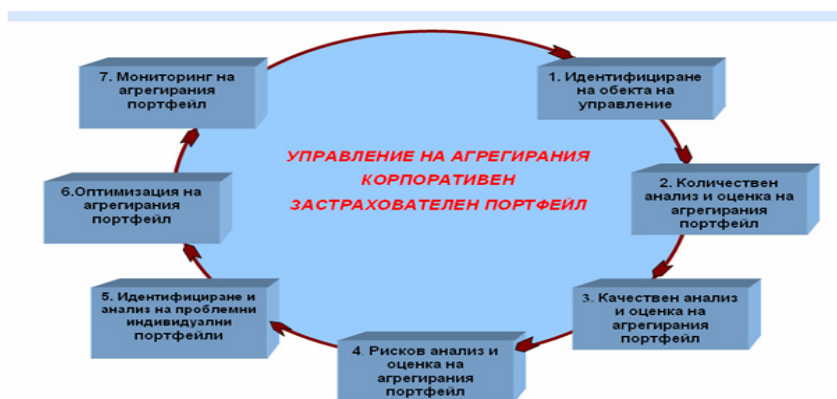 УПРАВЛЕНИЕ НА АГРЕГИРАНИЯ
КОРПОРАТИВЕН
ЗАСТРАХОВАТЕЛЕН ПОРТФЕЙЛ
1. Идентифициране
на обекта на
управление
2. Количествен
анализ и оценка на
агрегирания
портфейл
3. Качествен анализ
и оценка на
агрегирания
портфейл
4. Рисков анализ и
оценка на
агрегирания
портфейл
5. Идентифициране и
анализ на проблемни
индивидуални
портфейли
6.Оптимизация на
агрегирания
портфейл
7. Мониторинг на
агрегирания
портфейл